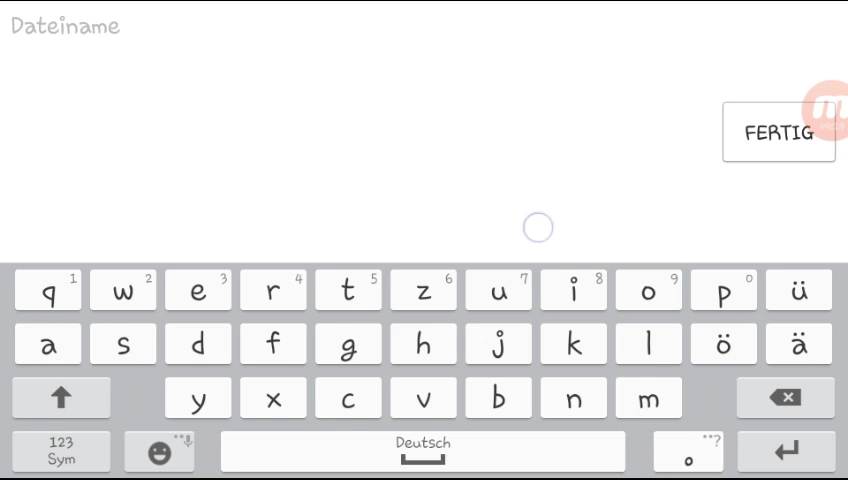 Dateiname
FERTIG
1 2 3 4 5 6 7 8 9 0
q w e r t z u i o p ü
a s d f g h j k l ö ä
y x c v b n m
123 Deutsch . ?
Sym